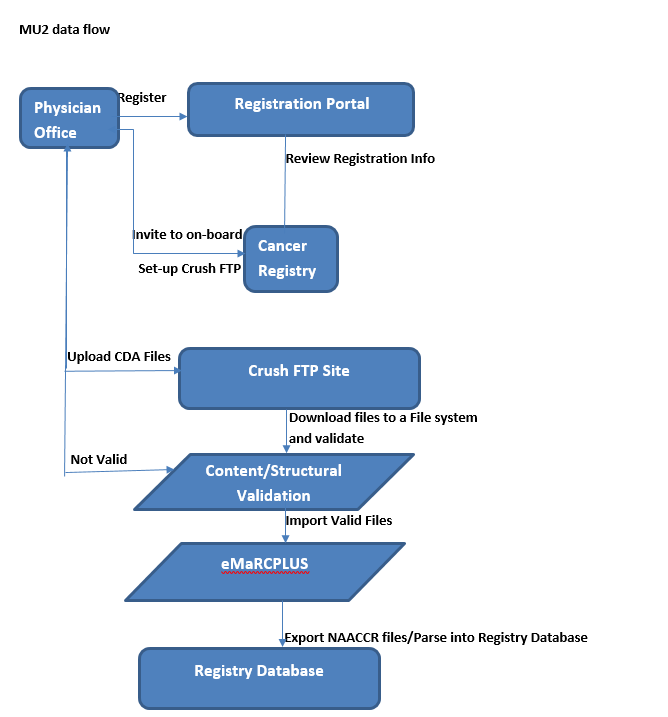 MU2 data flow
Physician
Office
Register
Registration Portal
Review Registration Info
Invite to on-board
Set-up Crush FTP
Cancer
Registry
Upload CDA Files
Crush FTP Site
Download files to a File system
and validate
Not Valid
Content/Structural
Validation
Import Valid Files
eMaRCPLUS
Export NAACCR files/Parse into Registry Database
Registry Database